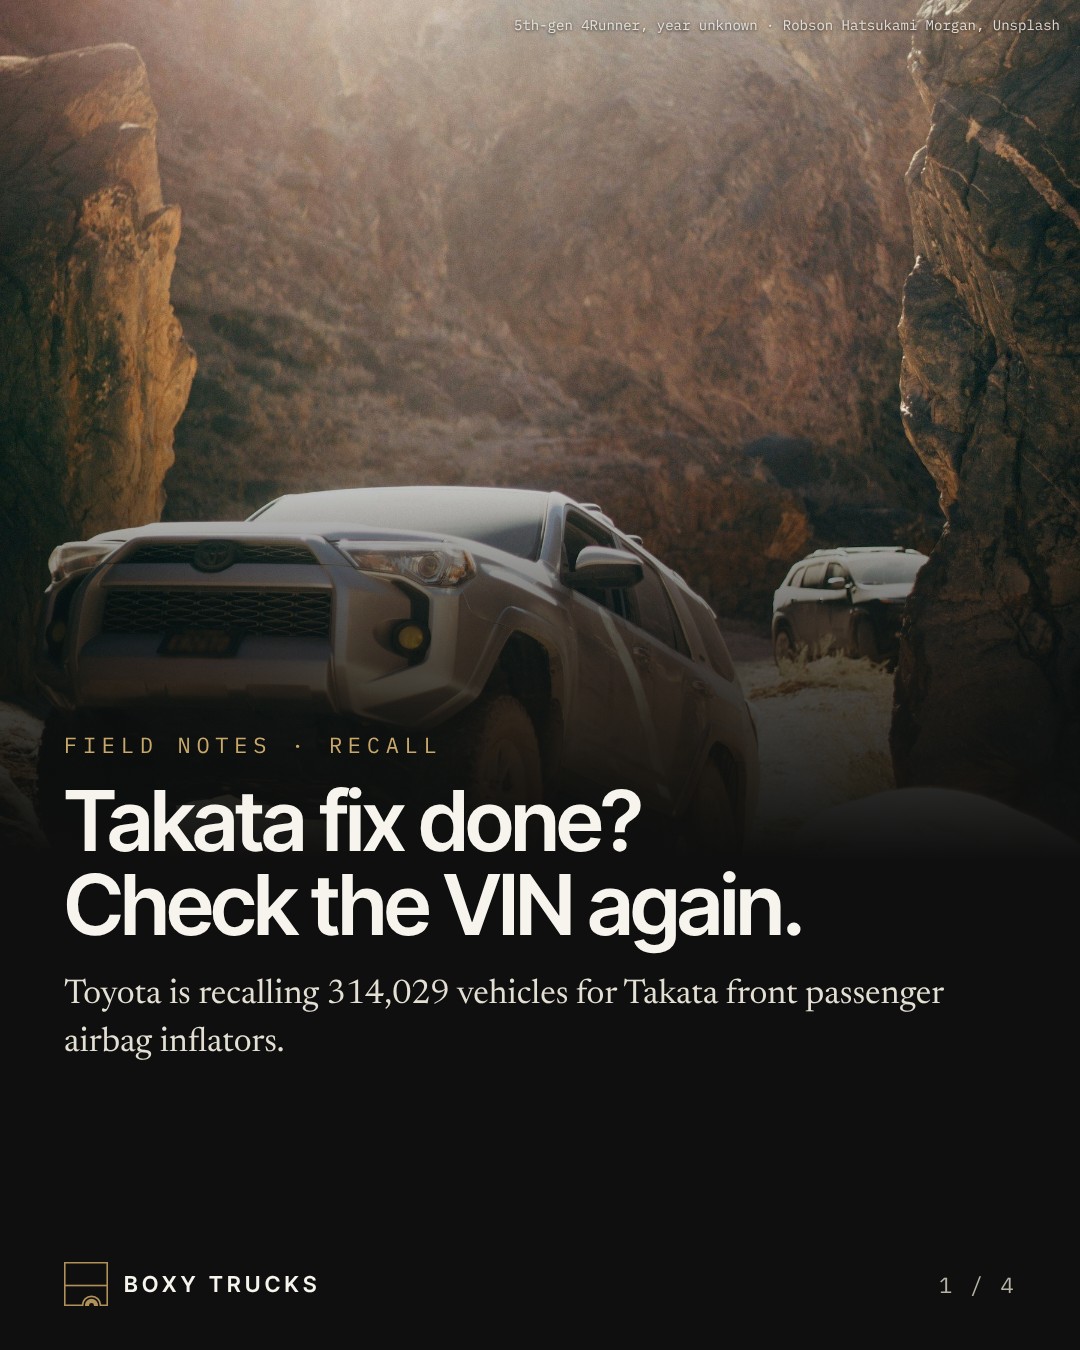 5th-gen 4Runner, year unknown · Robson Hatsukami Morgan, Unsplash
FIELD NOTES · RECALL
Takata fix done?
Check the VIN again.
Toyota is recalling 314,029 vehicles for Takata front passenger
airbag inflators.
BOXY TRUCKS
1 / 4